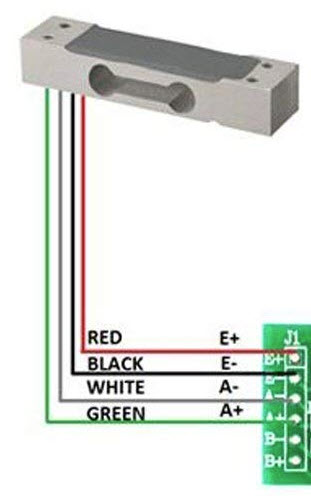 J1
RED E+ E+
BLACK E- E-
WHITE A- A-
GREEN A+ A+
B-
B+